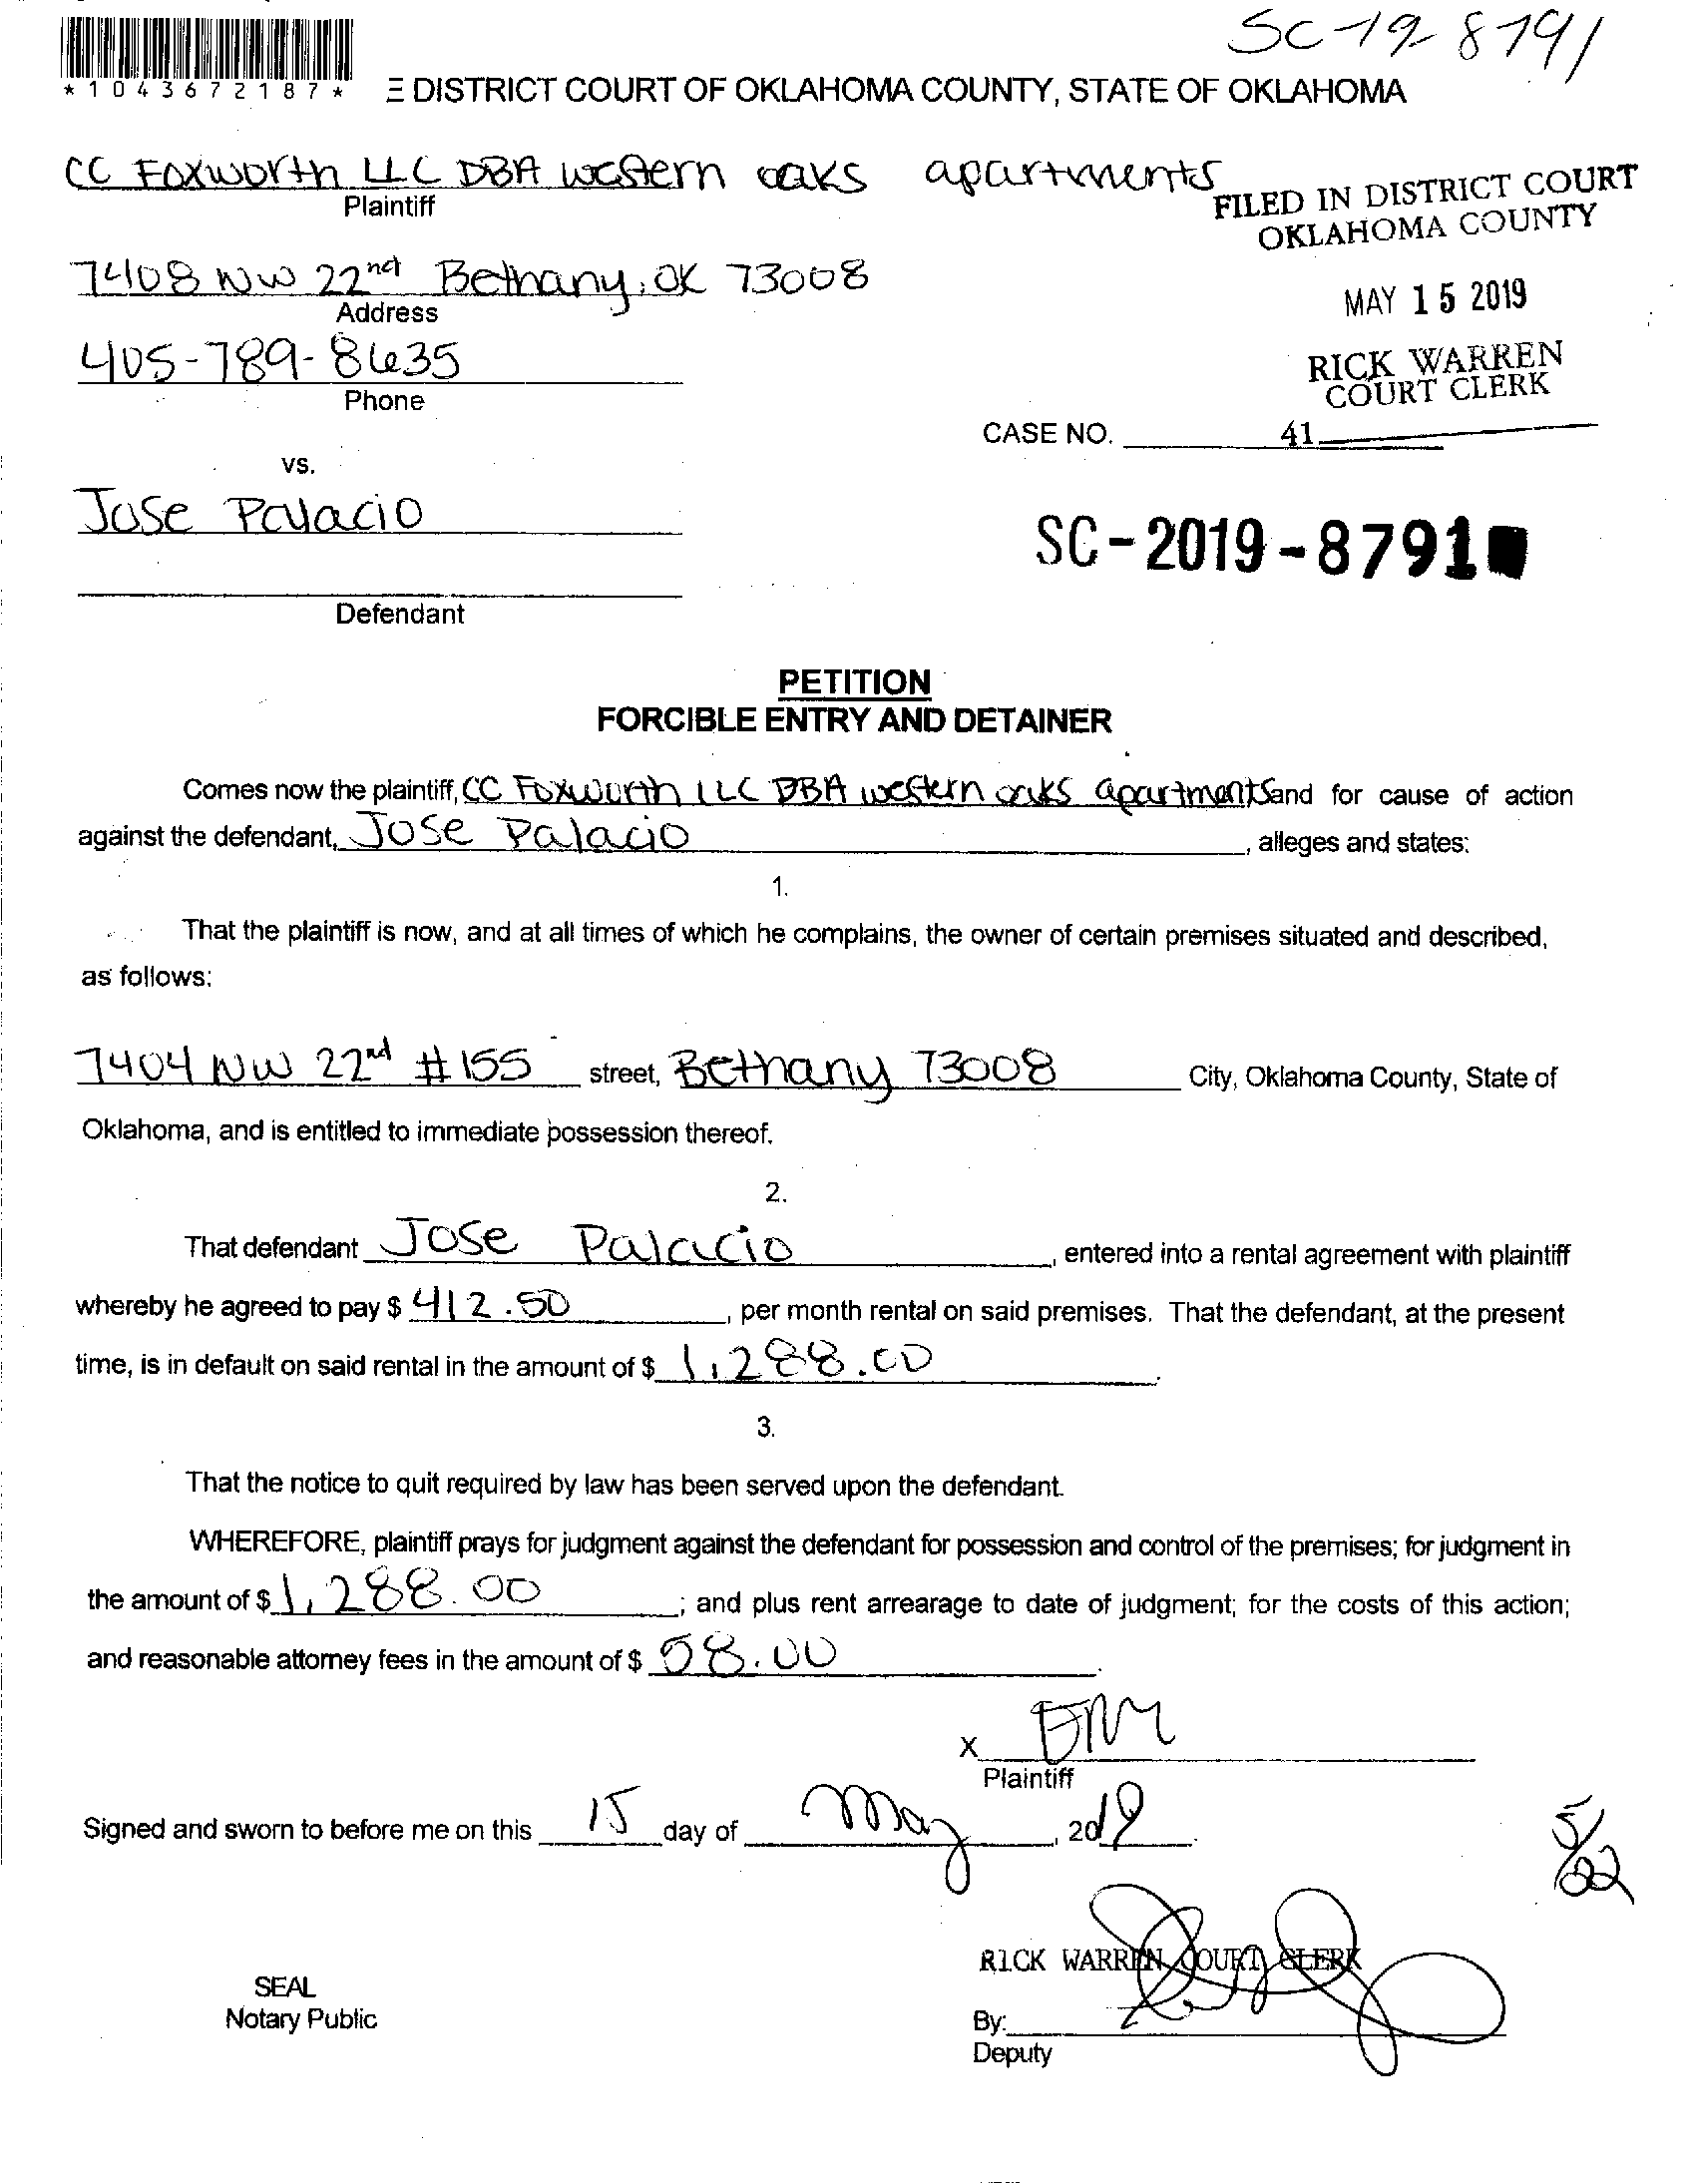 SC-19-8791
*1043672187*
E DISTRICT COURT OF OKLAHOMA COUNTY, STATE OF OKLAHOMA
CC Foxworth LLC DBA western oaks apartments
Plaintiff
FILED IN DISTRICT COURT
OKLAHOMA COUNTY
7408 NW 22nd Bethany, OK 73008
Address
MAY 15 2019
405-789-8635
Phone
RICK WARREN
COURT CLERK
CASE NO. 41
vs.
Jose Palacio
SC-2019-8791
Defendant
PETITION
FORCIBLE ENTRY AND DETAINER
Comes now the plaintiff, CC Foxworth LLC DBA western oaks apartments and for cause of action
against the defendant, Jose Palacio, alleges and states:
1.
That the plaintiff is now, and at all times of which he complains, the owner of certain premises situated and described,
as follows:
7404 NW 22nd #155 street, Bethany 73008 City, Oklahoma County, State of
Oklahoma, and is entitled to immediate possession thereof.
2.
That defendant Jose Palacio, entered into a rental agreement with plaintiff
whereby he agreed to pay $ 412.50, per month rental on said premises. That the defendant, at the present
time, is in default on said rental in the amount of $ 1,288.00.
3.
That the notice to quit required by law has been served upon the defendant.
WHEREFORE, plaintiff prays for judgment against the defendant for possession and control of the premises; for judgment in
the amount of $ 1,288.00; and plus rent arrearage to date of judgment; for the costs of this action;
and reasonable attorney fees in the amount of $ 58.00.
X
Plaintiff
Signed and sworn to before me on this 15 day of May, 2019.
5/22
RICK WARREN COURT CLERK
SEAL
Notary Public
By:
Deputy